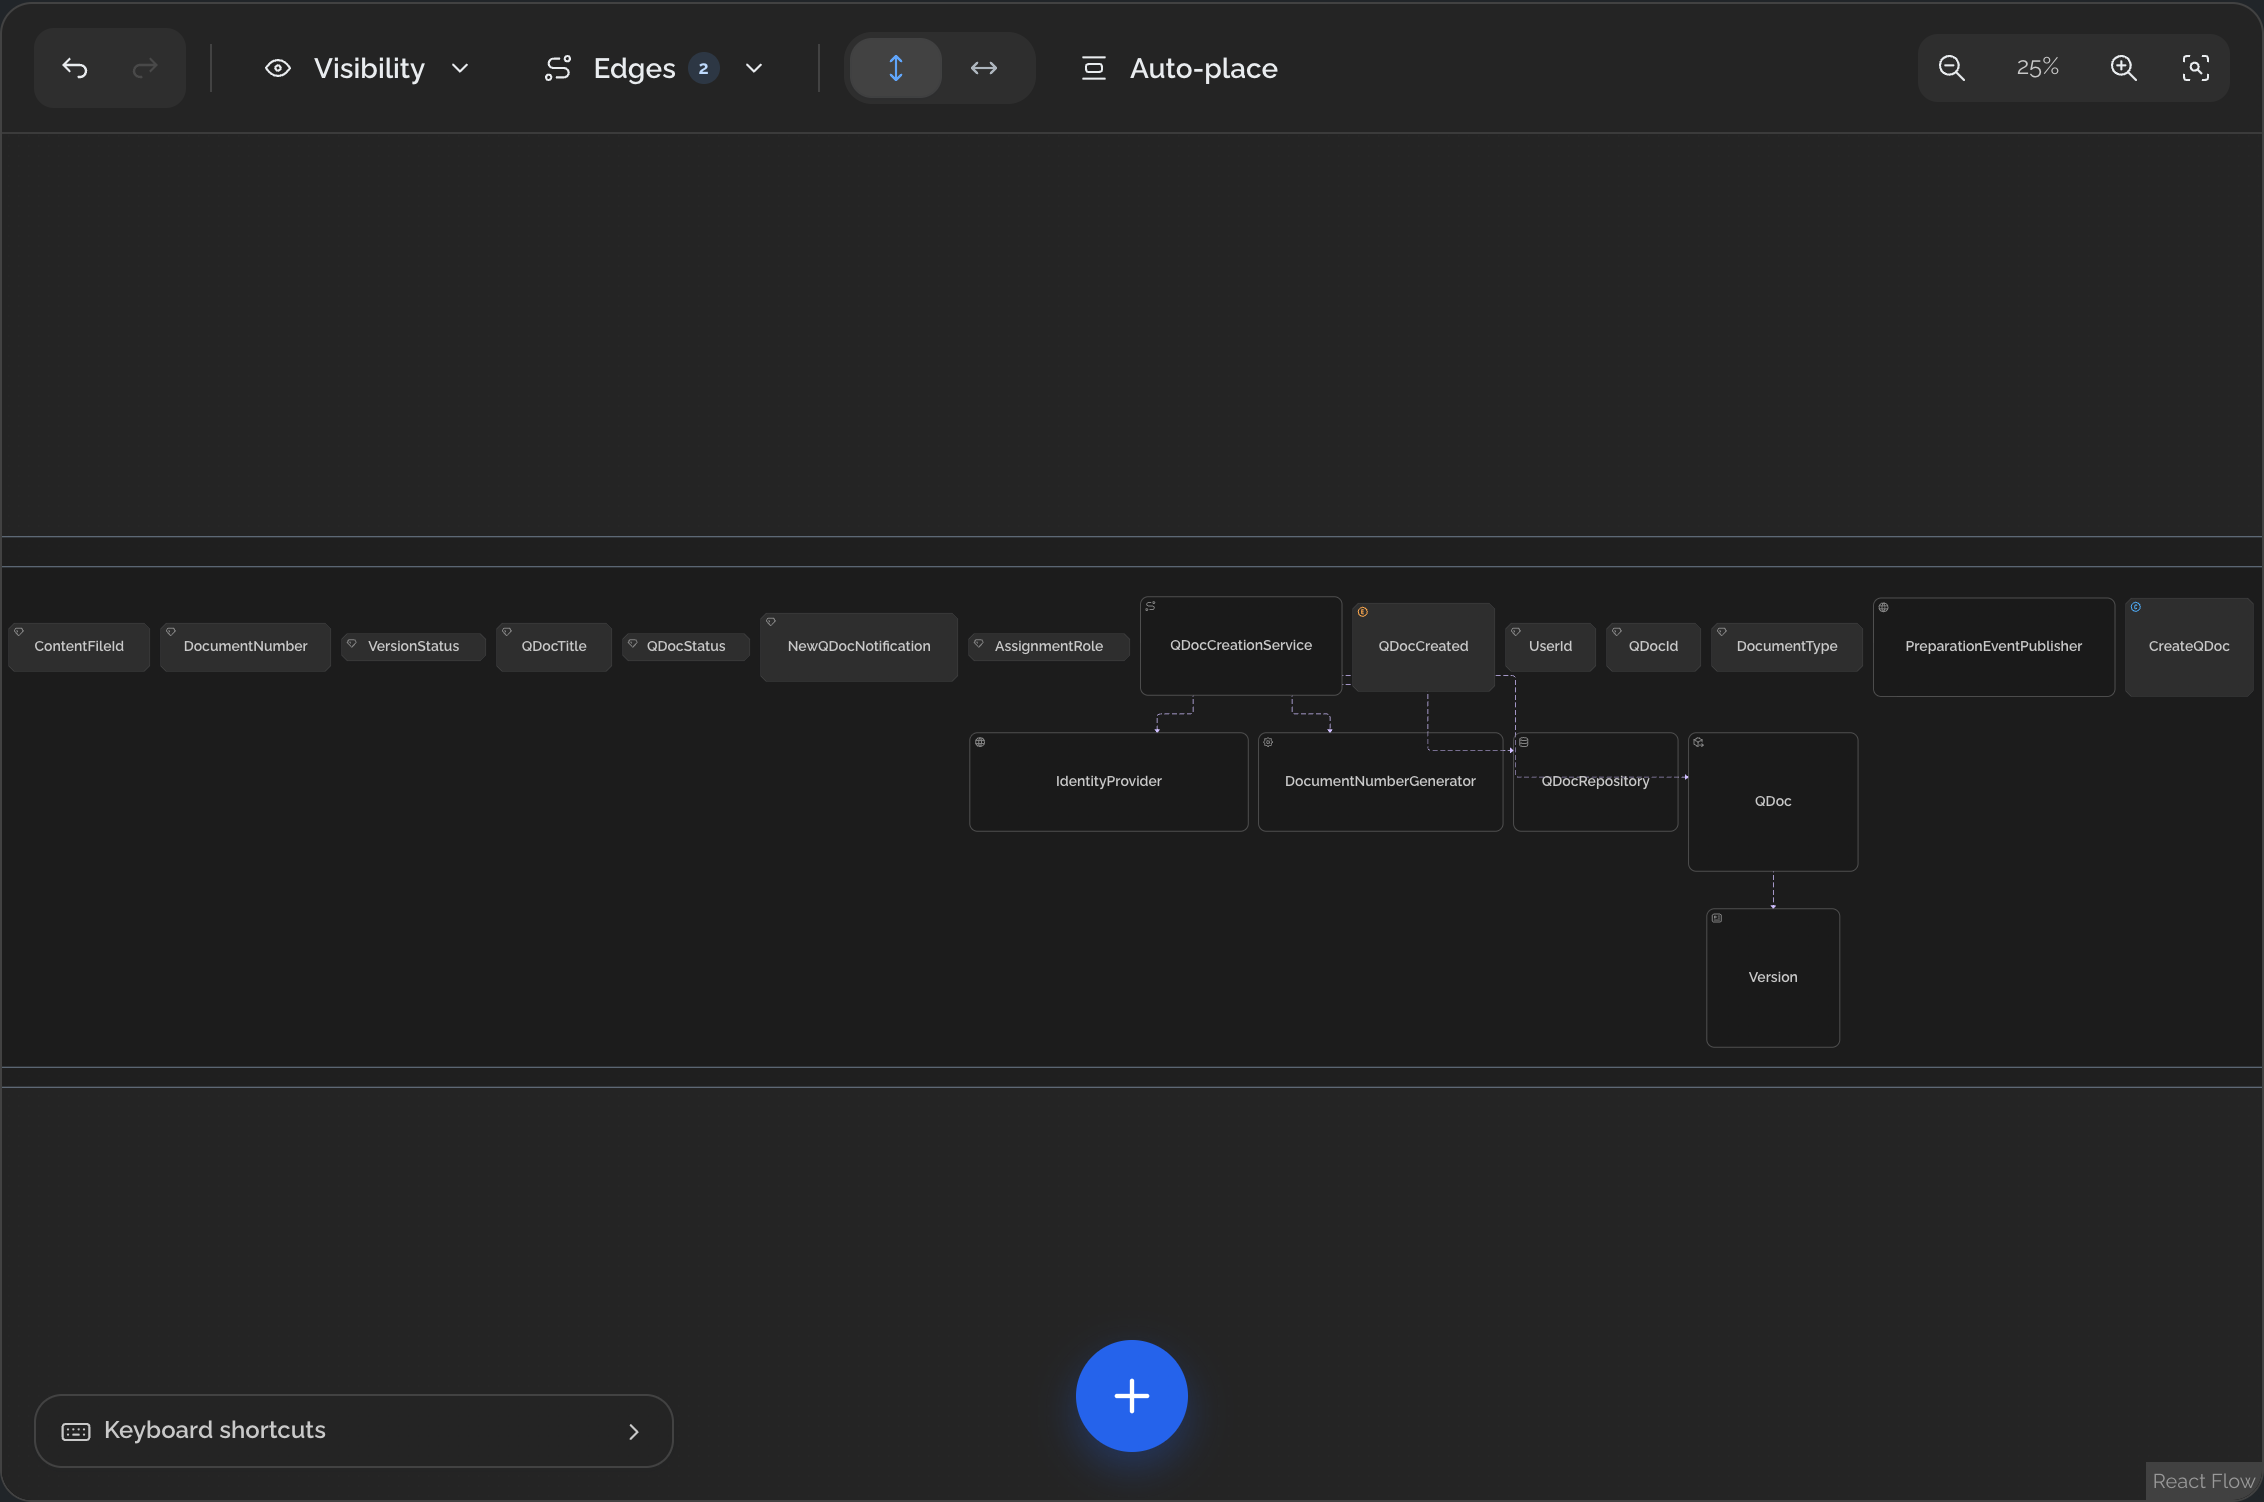 Visibility
Edges 2
Auto-place
25%
ContentFileId
DocumentNumber
VersionStatus
QDocTitle
QDocStatus
NewQDocNotification
AssignmentRole
QDocCreationService
QDocCreated
UserId
QDocId
DocumentType
PreparationEventPublisher
CreateQDoc
IdentityProvider
DocumentNumberGenerator
QDocRepository
QDoc
Version
Keyboard shortcuts
React Flow